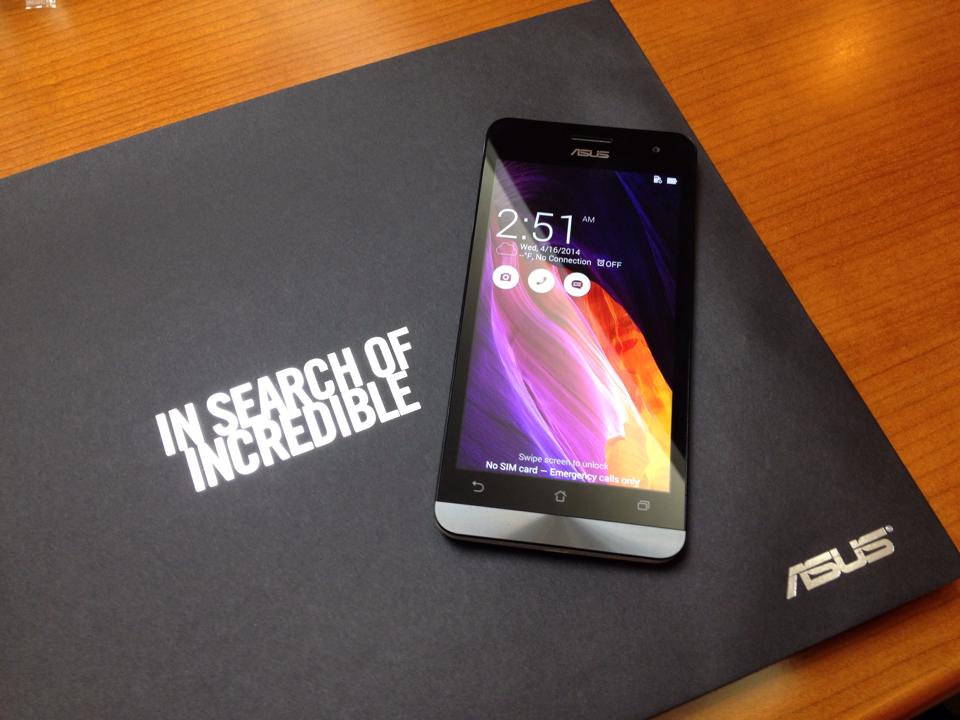 ASUS
2:51 AM
Wed, 4/16/2014
--°F, No Connection OFF
Swipe screen to unlock
No SIM card — Emergency calls only
IN SEARCH OF
INCREDIBLE
ASUS